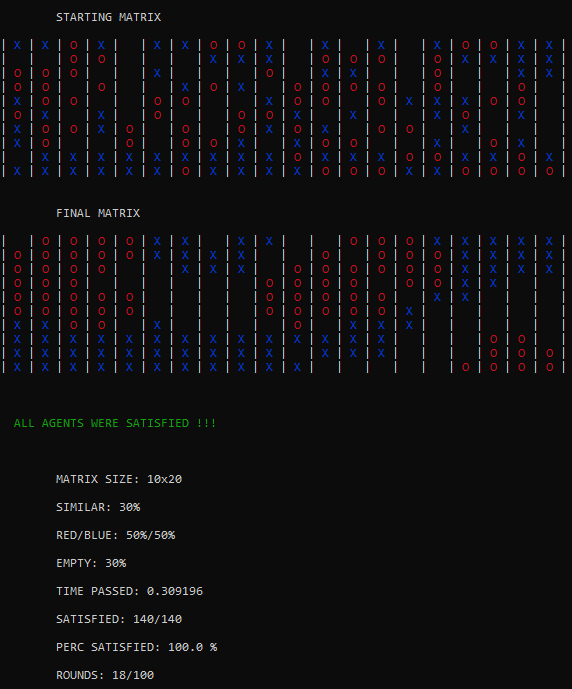 STARTING MATRIX
| X | X | O | X |   | X | X | O | O | X |   | X |   | X |   | X | O | O | X | X |
|   |   | O | O |   |   |   | X | X | X |   | X | O |   |   | O | X | X | X | X |
| O | O | O |   |   | X |   |   |   | O |   | X | X | O |   | O |   |   | X | X |
| O | O |   | O |   |   | X | O | X |   | O | O | O | O |   | O |   |   | O |   |
| X | O | O |   |   | O | O |   |   | X | O | O |   | O | X | X | X | O | O |   |
| O | X |   | X |   | O |   |   | O | O | X |   | X |   |   | O |   | O | X |   |
| X | O | O | X | O |   | O |   |   | O | O | X |   | O | O |   | X |   |   |   |
| X | O |   |   |   |   | O | O | X |   | O | O | O |   |   | X |   | O | X |   |
|   | X | X | X | X | X | X | X | O | X | O | X | X | X | O | O | X | O | O | X |
| X | X | X | X | X | X | O | X | X | X | X | O | O | O | X | O | X | X | O | O |
FINAL MATRIX
|   | O | O | O | O | X | X |   | X | X |   |   | O | O | O | X | X | X | X | X |
| O | O | O | O | O | X | X | X | X |   |   | O |   | O | O | O | X | X | X | X |
|   | O | O | O |   |   | X | X | X |   | O | O | O | O | O | O | X | X | X | X |
| O | O | O | O |   |   |   |   |   | O | O | O | O | O | O | O | X | X |   |   |
| O | O | O | O | O |   |   |   |   | O | O | O | O | O |   | X | X |   |   |   |
| O | O | O | O | O |   |   |   |   | O | O | O | O | O | X |   |   |   |   |   |
| X | X | O | O |   | X |   |   |   |   | O |   | X | X | X |   |   |   |   |   |
| X | X | X | X | X | X | X | X | X | X | X | X | X | X | X |   |   | O | O |   |
| X | X | X | X | X | X | X | X | X | X | X | X | X | X |   |   |   | O | O | O |
| X | X | X | X | X | X | X | X | X | X | X |   |   |   |   |   | O | O | O | O |
ALL AGENTS WERE SATISFIED !!!
MATRIX SIZE: 10x20
SIMILAR: 30%
RED/BLUE: 50%/50%
EMPTY: 30%
TIME PASSED: 0.309196
SATISFIED: 140/140
PERC SATISFIED: 100.0 %
ROUNDS: 18/100